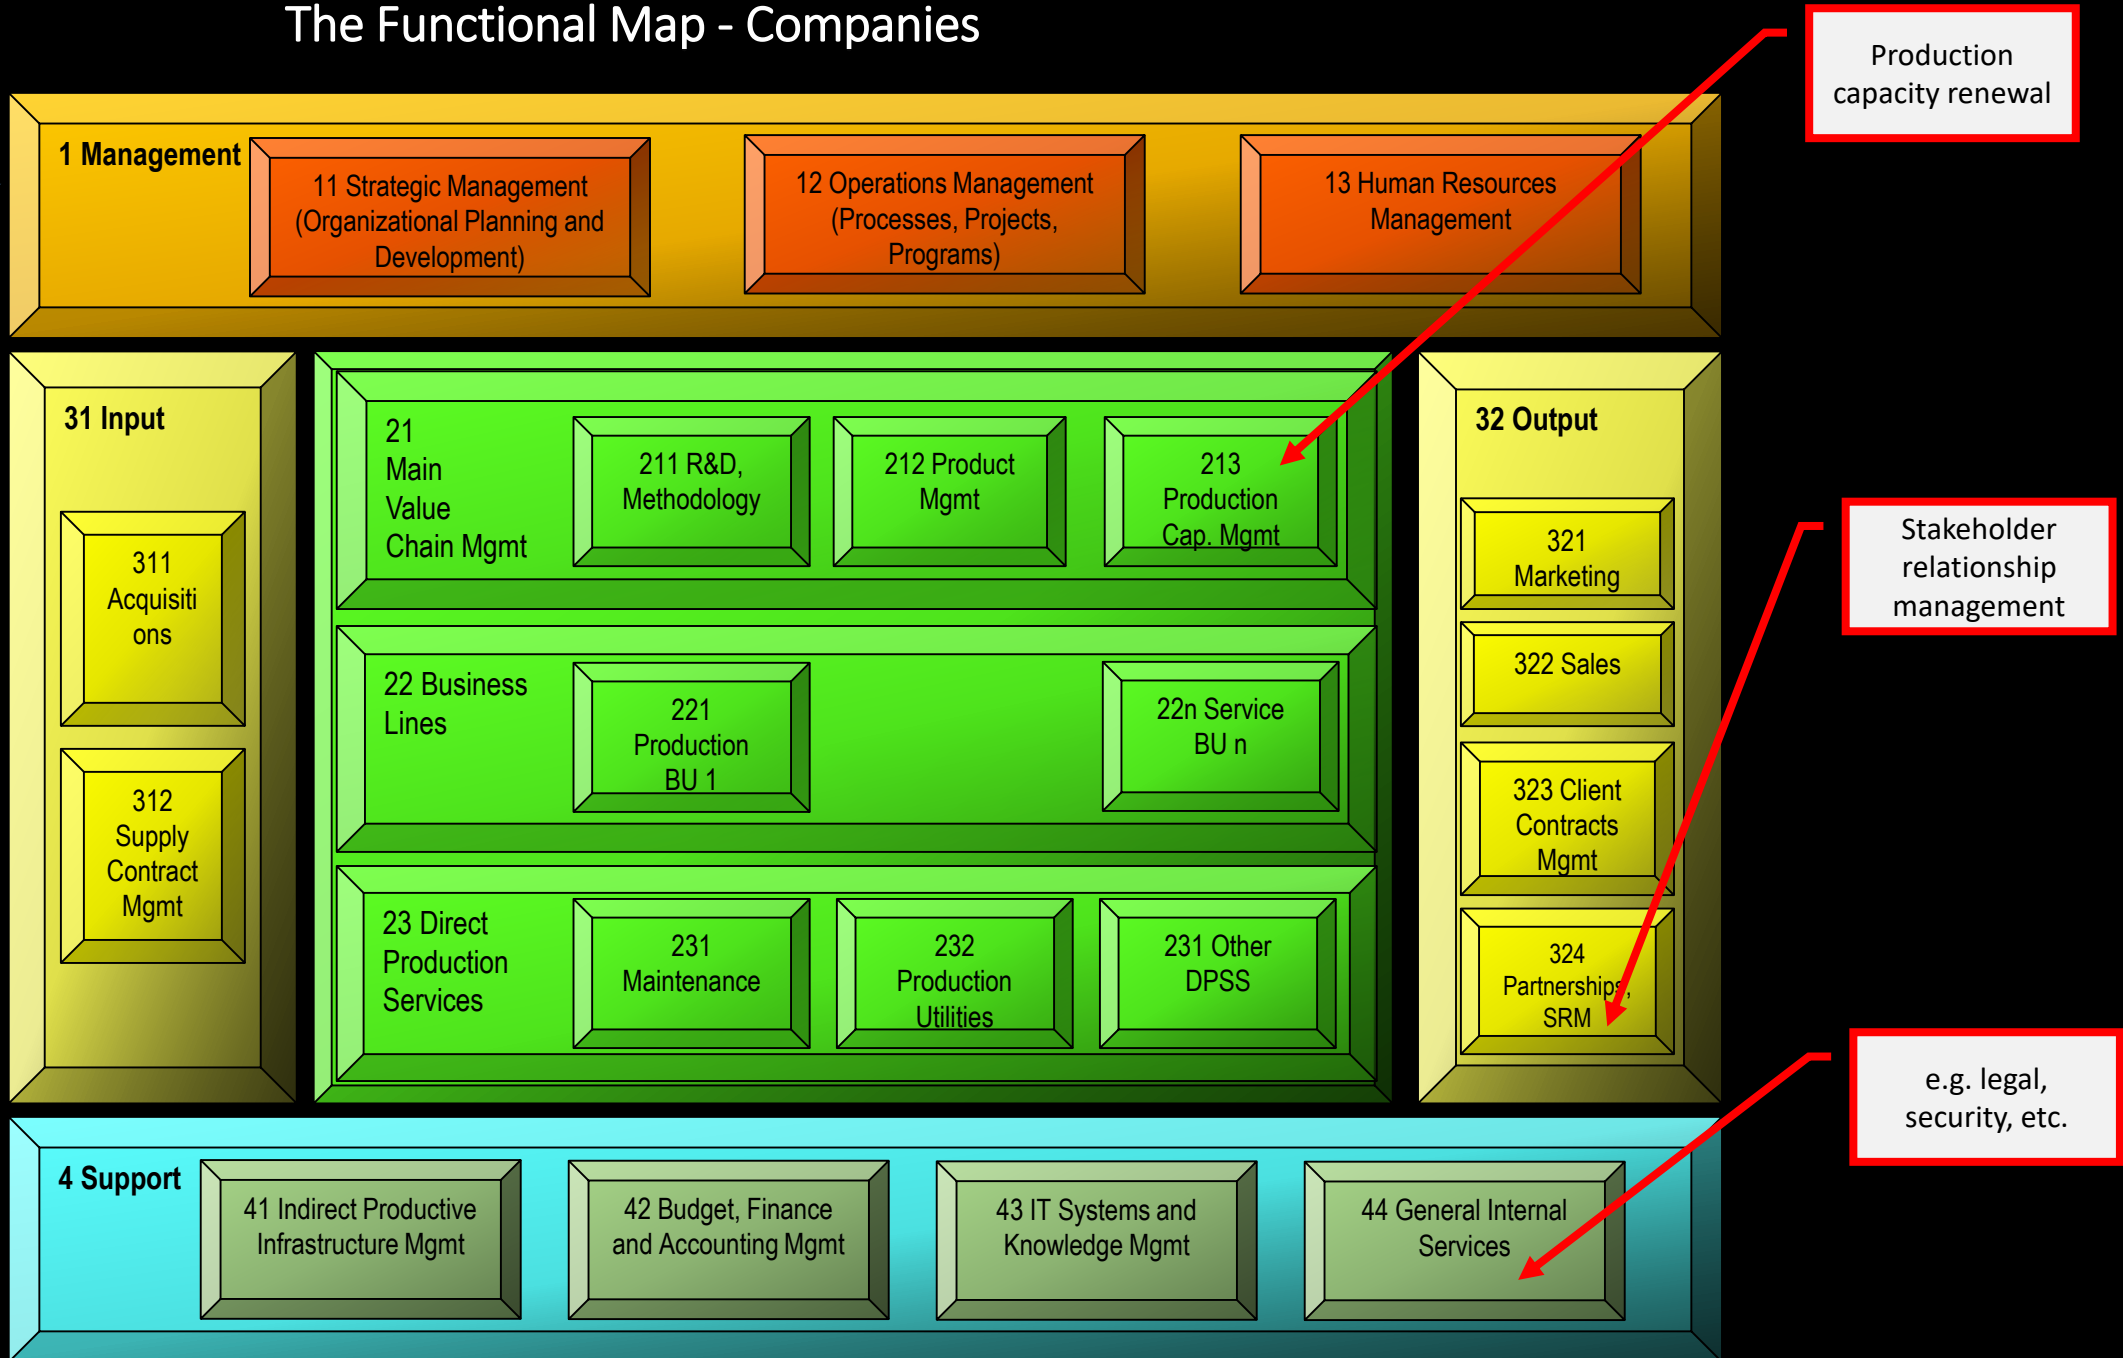 The Functional Map - Companies
Production
capacity renewal
1 Management
11 Strategic Management
(Organizational Planning and
Development)
12 Operations Management
(Processes, Projects,
Programs)
13 Human Resources
Management
31 Input
311
Acquisiti
ons
312
Supply
Contract
Mgmt
21
Main
Value
Chain Mgmt
211 R&D,
Methodology
212 Product
Mgmt
213
Production
Cap. Mgmt
22 Business
Lines
221
Production
BU 1
22n Service
BU n
23 Direct
Production
Services
231
Maintenance
232
Production
Utilities
231 Other
DPSS
32 Output
321
Marketing
322 Sales
323 Client
Contracts
Mgmt
324
Partnerships,
SRM
Stakeholder
relationship
management
e.g. legal,
security, etc.
4 Support
41 Indirect Productive
Infrastructure Mgmt
42 Budget, Finance
and Accounting Mgmt
43 IT Systems and
Knowledge Mgmt
44 General Internal
Services